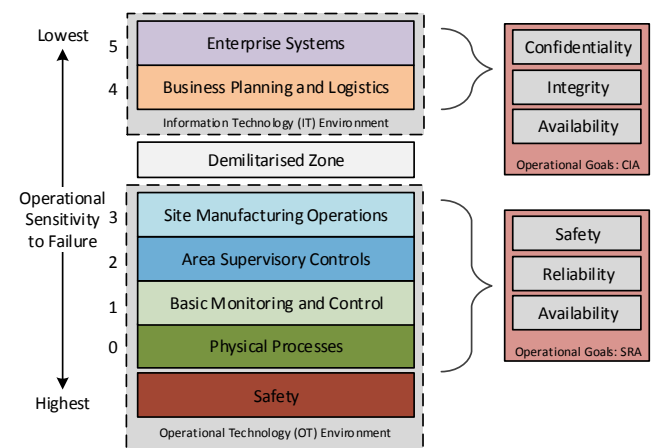 Lowest
5
Enterprise Systems
4
Business Planning and Logistics
Information Technology (IT) Environment
Demilitarised Zone
Operational
Sensitivity
to Failure
3
Site Manufacturing Operations
2
Area Supervisory Controls
1
Basic Monitoring and Control
0
Physical Processes
Safety
Highest
Operational Technology (OT) Environment
Confidentiality
Integrity
Availability
Operational Goals: CIA
Safety
Reliability
Availability
Operational Goals: SRA